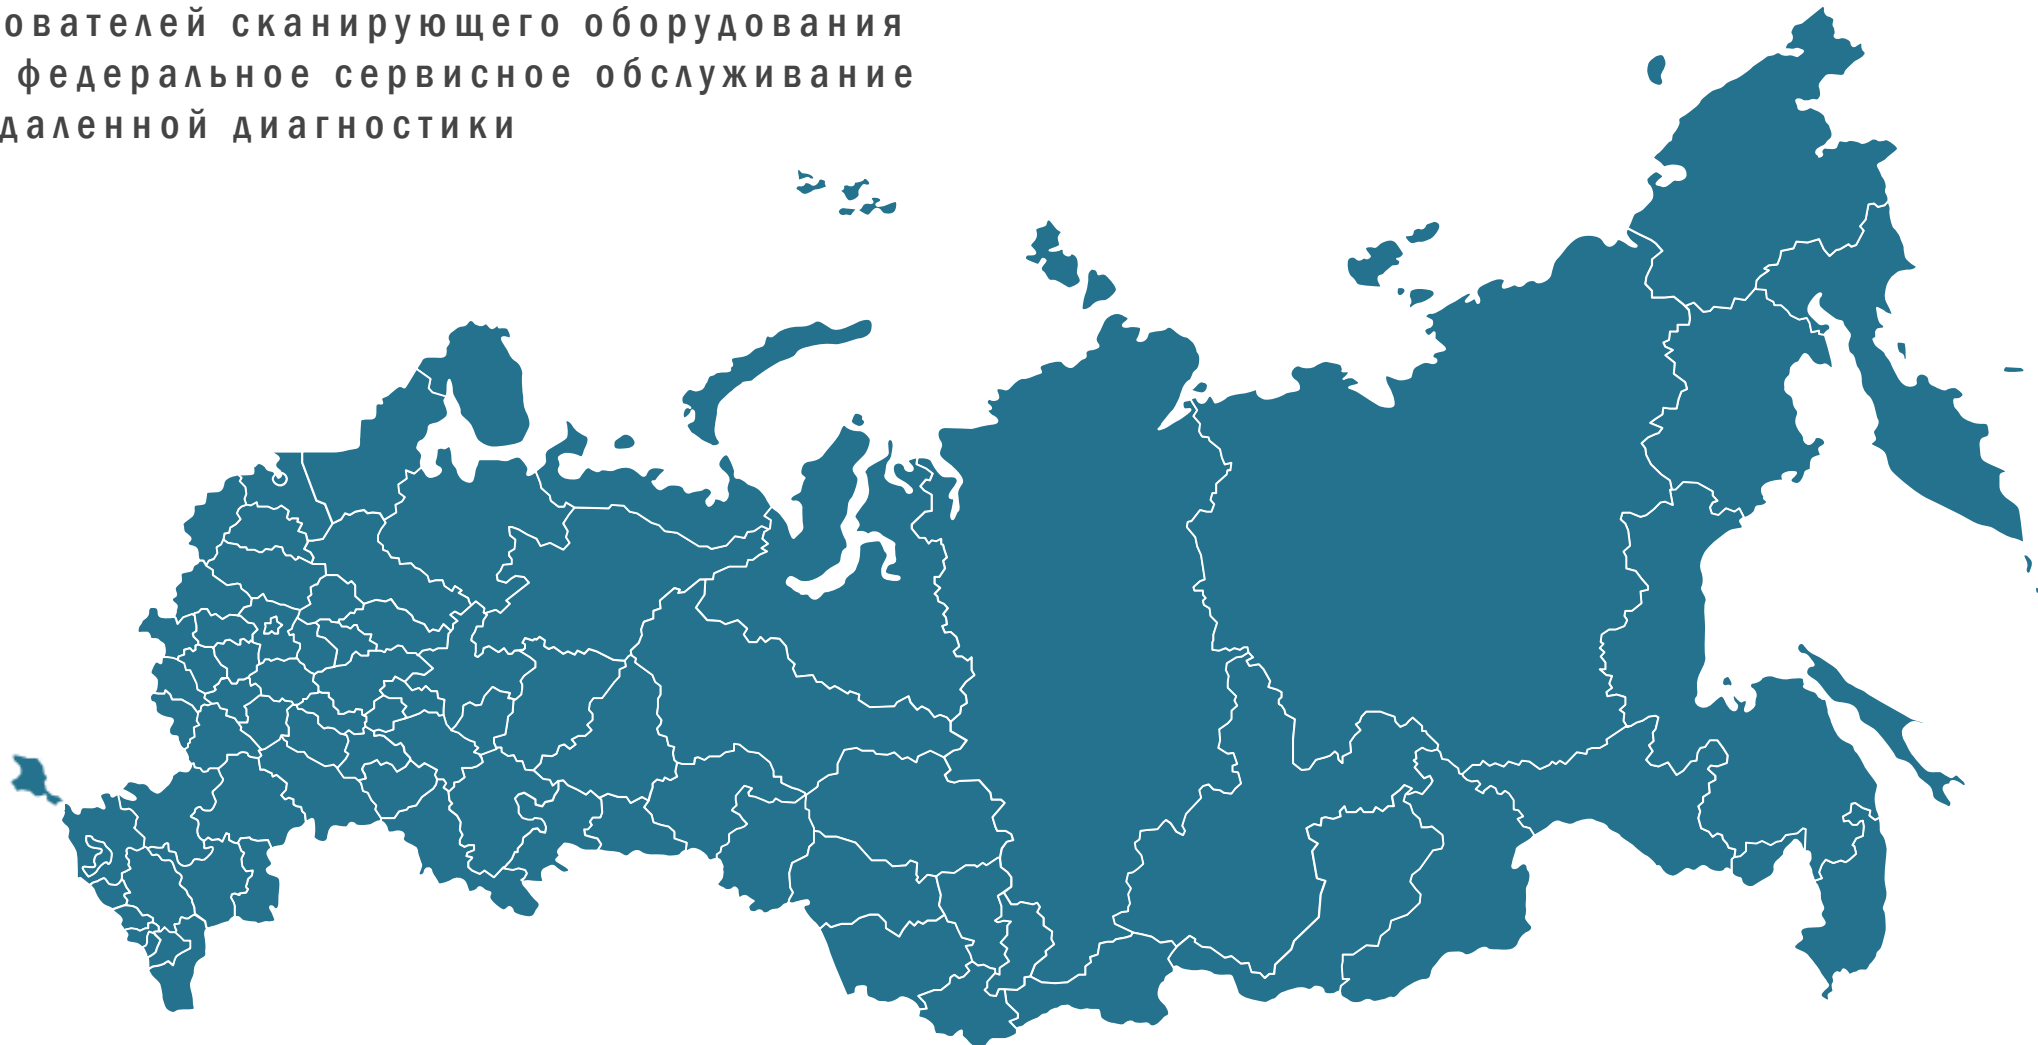 ователей сканирующего оборудования
федеральное сервисное обслуживание
даленной диагностики